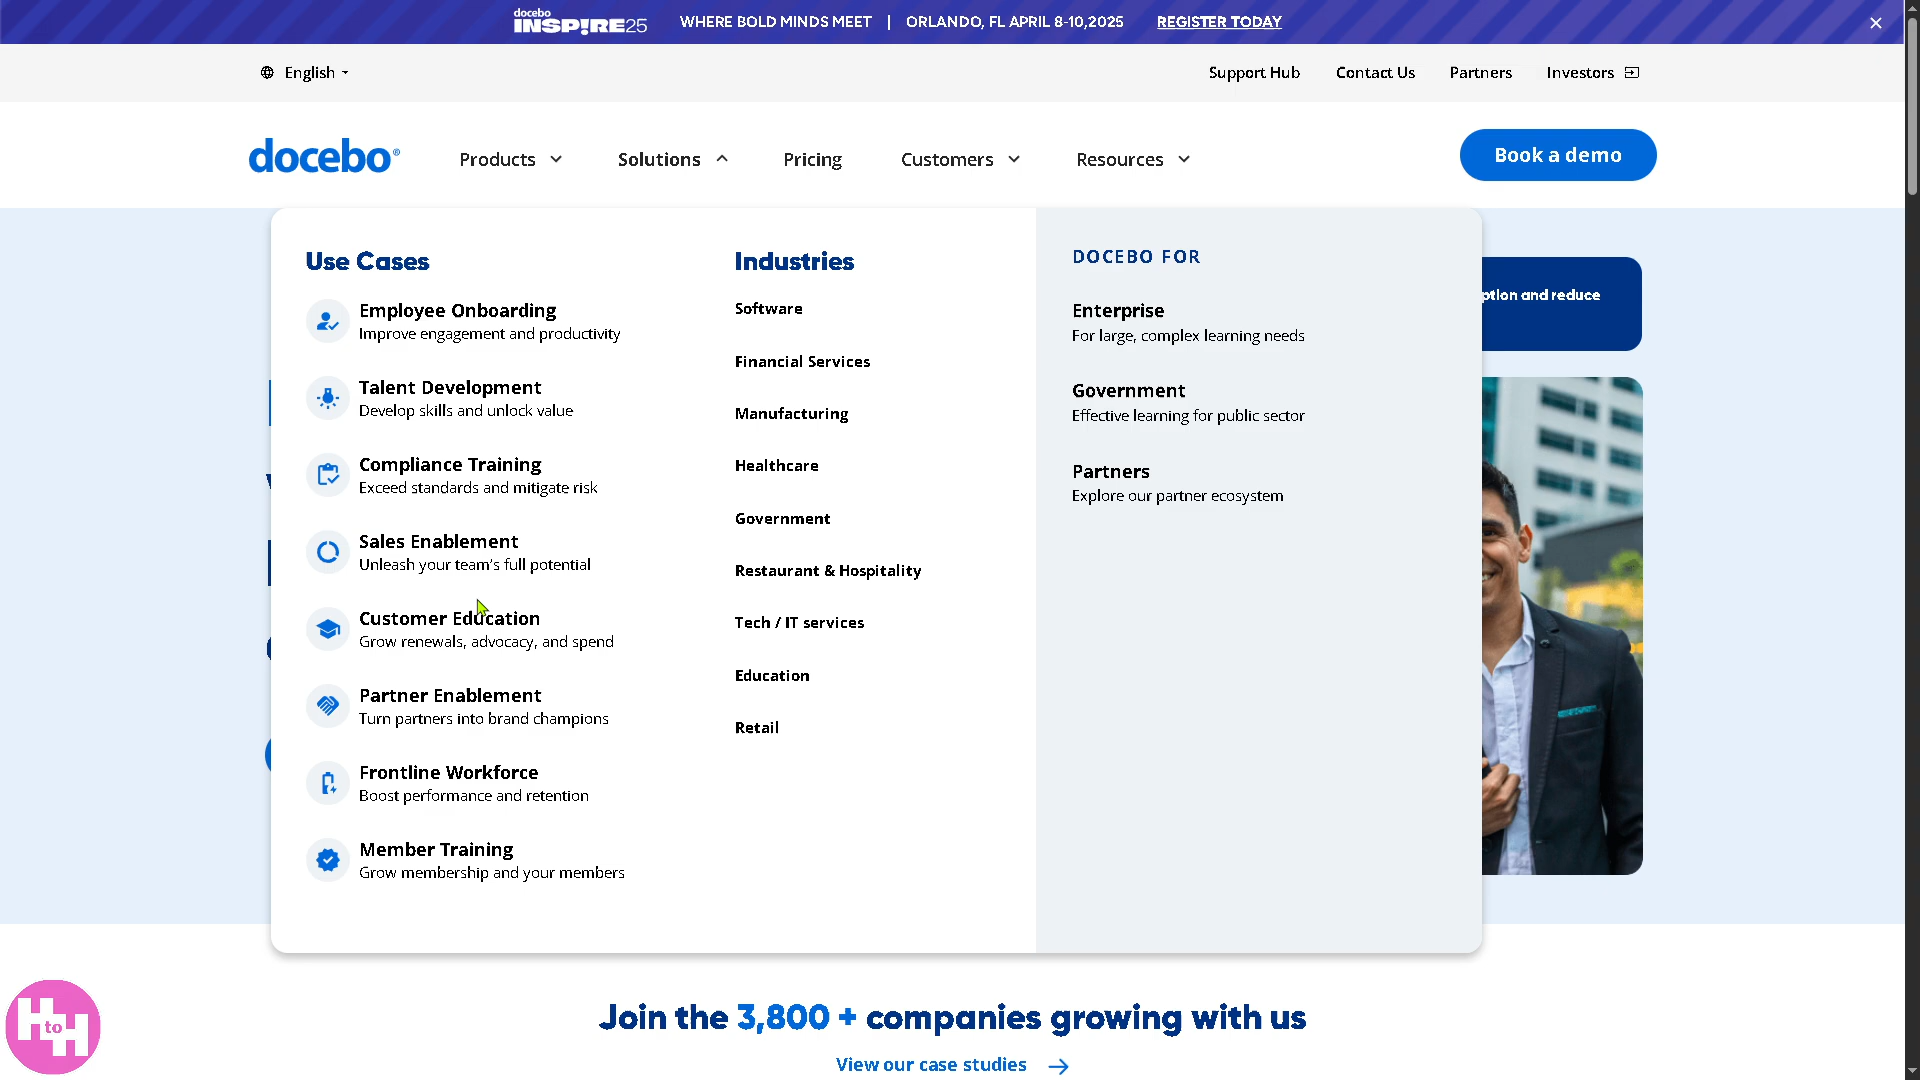 docebo
INSP!RE25
WHERE BOLD MINDS MEET | ORLANDO, FL APRIL 8-10,2025
REGISTER TODAY
English
Support Hub
Contact Us
Partners
Investors
docebo®
Products
Solutions
Pricing
Customers
Resources
Book a demo
Use Cases
Employee Onboarding
Improve engagement and productivity
Talent Development
Develop skills and unlock value
Compliance Training
Exceed standards and mitigate risk
Sales Enablement
Unleash your team's full potential
Customer Education
Grow renewals, advocacy, and spend
Partner Enablement
Turn partners into brand champions
Frontline Workforce
Boost performance and retention
Member Training
Grow membership and your members
Industries
Software
Financial Services
Manufacturing
Healthcare
Government
Restaurant & Hospitality
Tech / IT services
Education
Retail
DOCEBO FOR
Enterprise
For large, complex learning needs
Government
Effective learning for public sector
Partners
Explore our partner ecosystem
and reduce
Join the 3,800 + companies growing with us
View our case studies
H to H